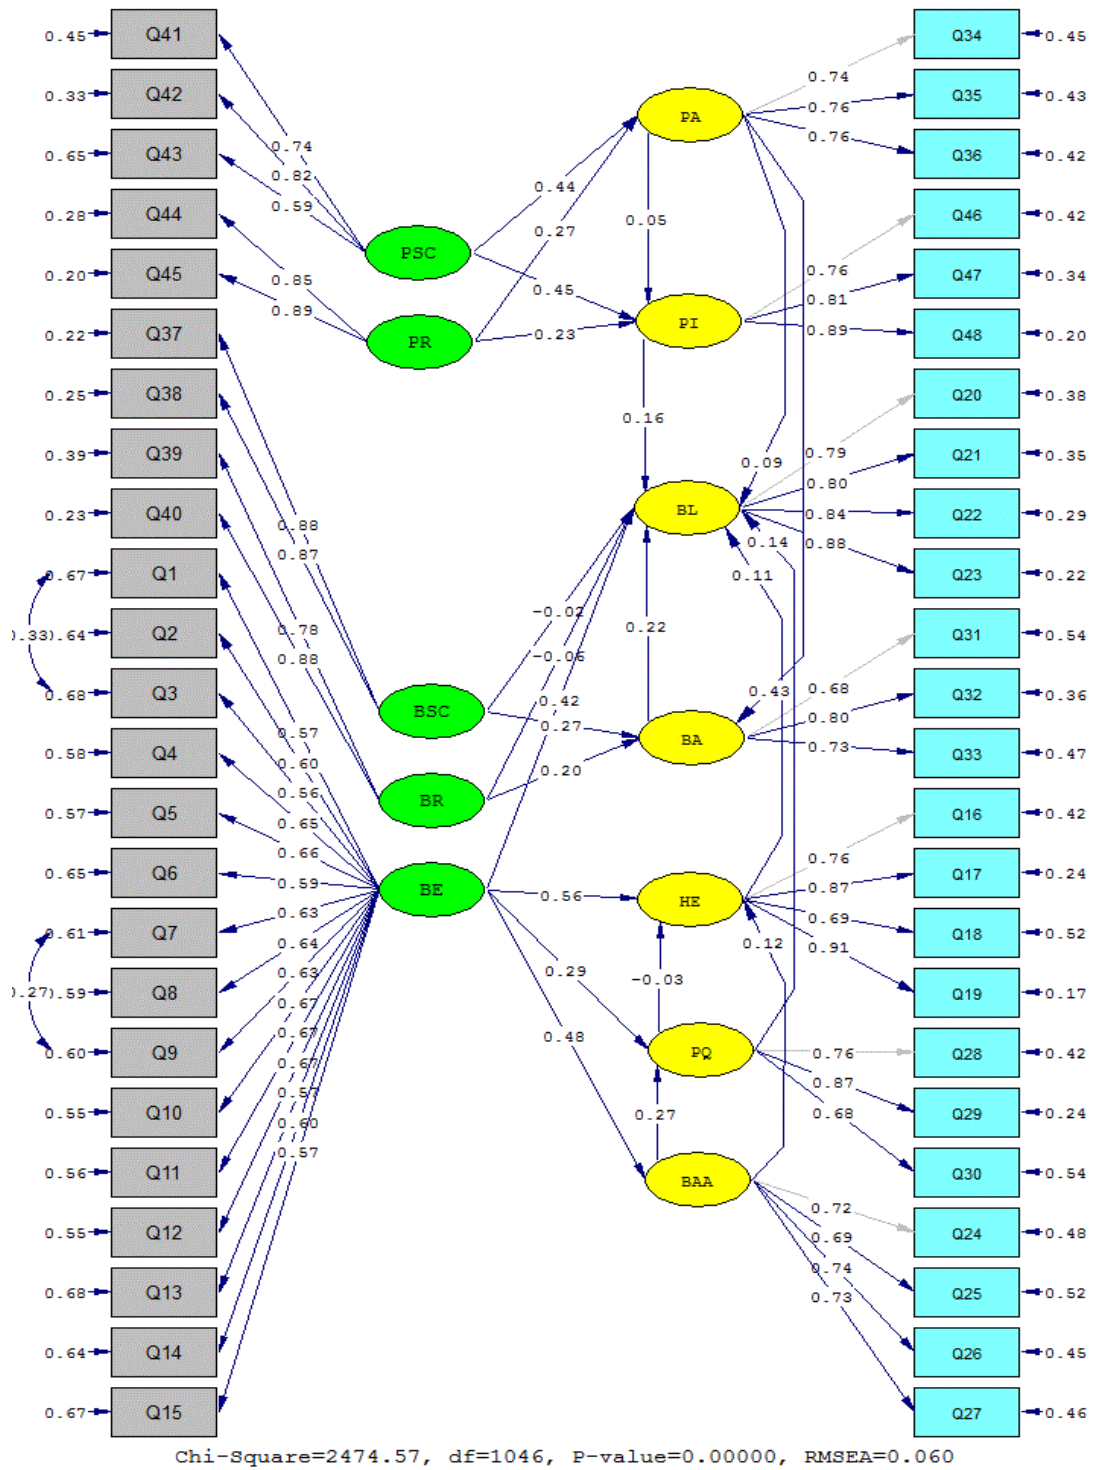 0.45 Q41
0.33 Q42
0.65 Q43
0.28 Q44
0.20 Q45
0.22 Q37
0.25 Q38
0.39 Q39
0.23 Q40
0.67 Q1
0.64 Q2
0.68 Q3
0.58 Q4
0.57 Q5
0.65 Q6
0.61 Q7
0.59 Q8
0.60 Q9
0.55 Q10
0.56 Q11
0.55 Q12
0.68 Q13
0.64 Q14
0.67 Q15
0.33
0.27
0.74
0.82
0.59
0.85
0.89
0.88
0.87
0.78
0.88
0.57
0.60
0.56
0.65
0.66
0.59
0.63
0.64
0.63
0.67
0.67
0.67
0.57
0.60
0.57
PSC
PR
BSC
BR
BE
0.44
0.27
0.45
0.23
-0.02
-0.06
0.42
0.27
0.20
0.56
0.29
0.48
PA
0.05
PI
0.16
BL
0.22
BA
HE
-0.03
PQ
0.27
BAA
0.09
0.14
0.11
0.43
0.12
0.74
0.76
0.76
0.76
0.81
0.89
0.79
0.80
0.84
0.88
0.68
0.80
0.73
0.76
0.87
0.69
0.91
0.76
0.87
0.68
0.72
0.69
0.74
0.73
Q34 0.45
Q35 0.43
Q36 0.42
Q46 0.42
Q47 0.34
Q48 0.20
Q20 0.38
Q21 0.35
Q22 0.29
Q23 0.22
Q31 0.54
Q32 0.36
Q33 0.47
Q16 0.42
Q17 0.24
Q18 0.52
Q19 0.17
Q28 0.42
Q29 0.24
Q30 0.54
Q24 0.48
Q25 0.52
Q26 0.45
Q27 0.46
Chi-Square=2474.57, df=1046, P-value=0.00000, RMSEA=0.060